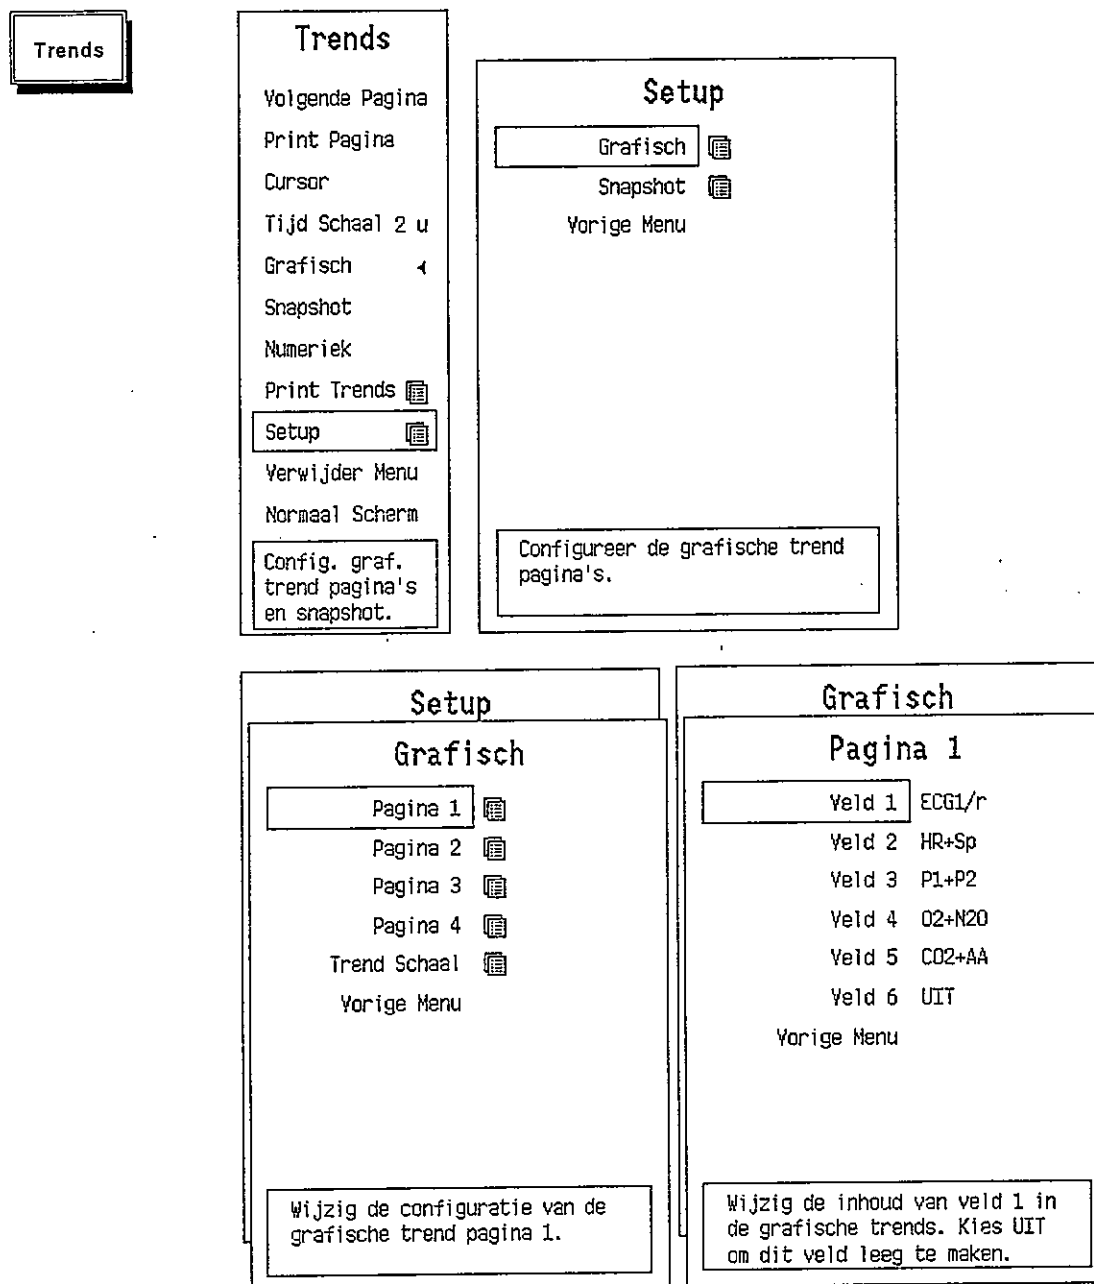 Trends
Trends
Volgende Pagina
Print Pagina
Cursor
Tijd Schaal 2 u
Grafisch
Snapshot
Numeriek
Print Trends
Setup
Verwijder Menu
Normaal Scherm
Config. graf.
trend pagina's
en snapshot.
Setup
Grafisch
Snapshot
Vorige Menu
Configureer de grafische trend
pagina's.
Setup
Grafisch
Pagina 1
Pagina 2
Pagina 3
Pagina 4
Trend Schaal
Vorige Menu
Wijzig de configuratie van de
grafische trend pagina 1.
Grafisch
Pagina 1
Veld 1 ECG1/r
Veld 2 HR+Sp
Veld 3 P1+P2
Veld 4 O2+N2O
Veld 5 CO2+AA
Veld 6 UIT
Vorige Menu
Wijzig de inhoud van veld 1 in
de grafische trends. Kies UIT
om dit veld leeg te maken.